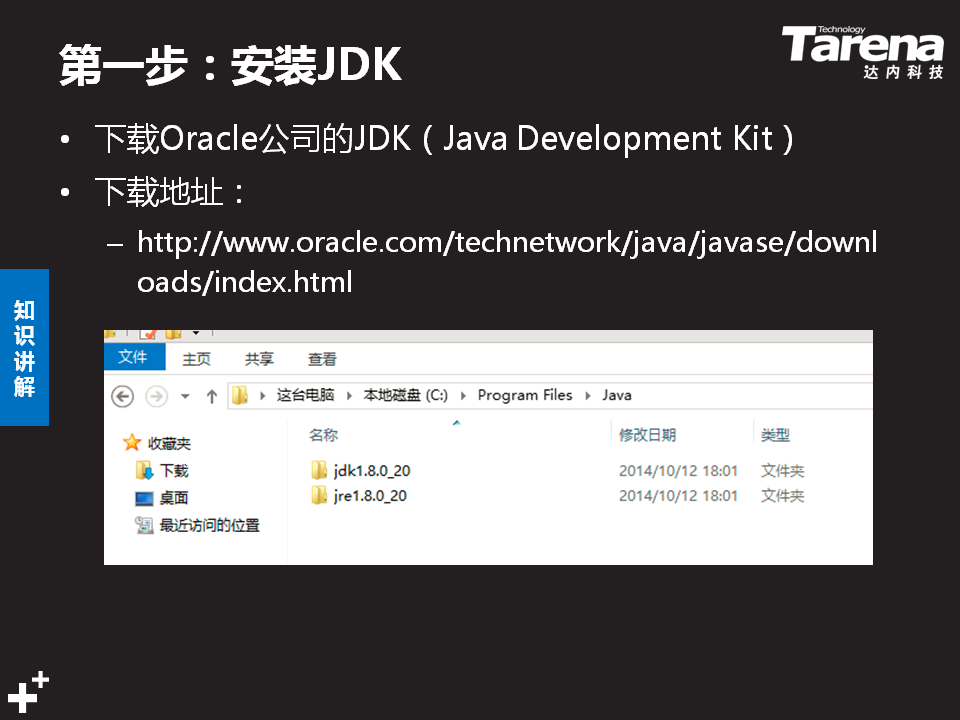 Technology
Tarena
达内科技
第一步：安装JDK
• 下载Oracle公司的JDK（Java Development Kit）
• 下载地址：
– http://www.oracle.com/technetwork/java/javase/downl
oads/index.html
知
识
讲
解
文件 主页 共享 查看
这台电脑 本地磁盘 (C:) Program Files Java
名称 修改日期 类型
收藏夹
下载
桌面
最近访问的位置
jdk1.8.0_20 2014/10/12 18:01 文件夹
jre1.8.0_20 2014/10/12 18:01 文件夹